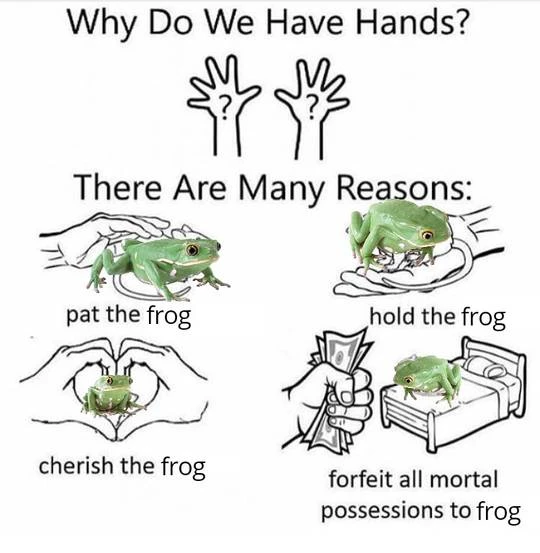 Why Do We Have Hands?
? ?
There Are Many Reasons:
pat the frog
hold the frog
cherish the frog
forfeit all mortal
possessions to frog